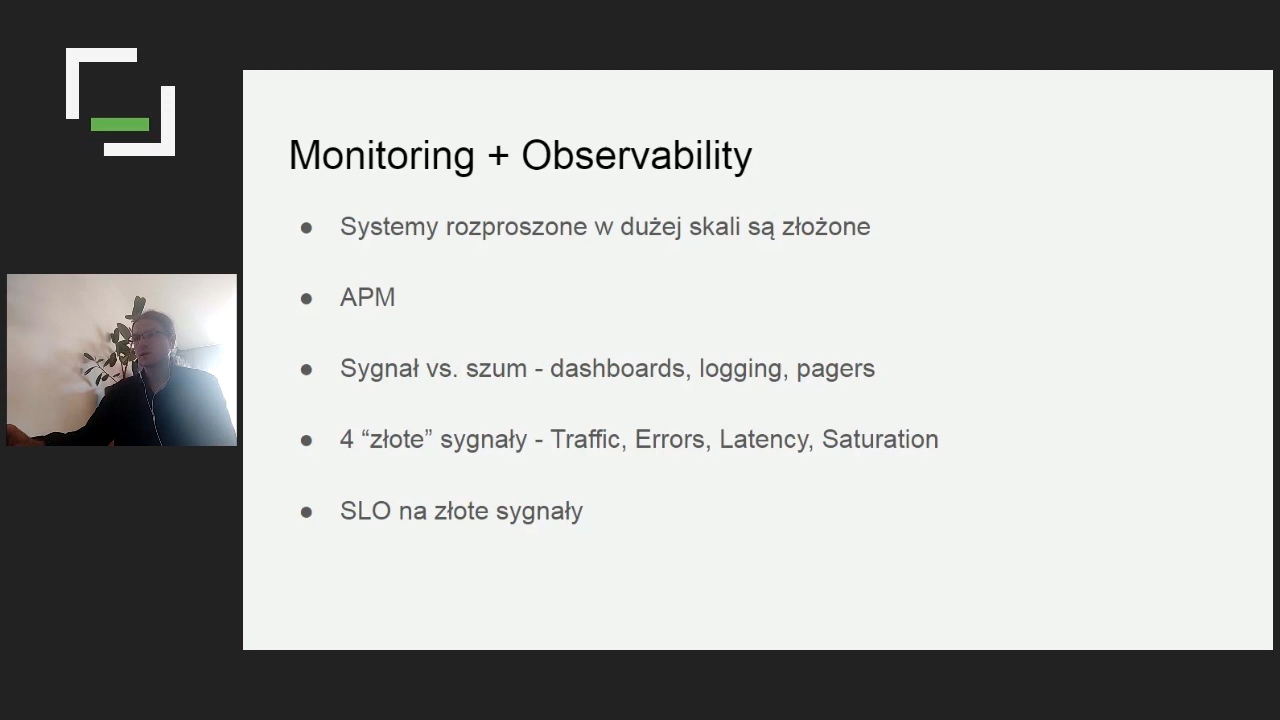 Monitoring + Observability
● Systemy rozproszone w dużej skali są złożone
● APM
● Sygnał vs. szum - dashboards, logging, pagers
● 4 “złote” sygnały - Traffic, Errors, Latency, Saturation
● SLO na złote sygnały